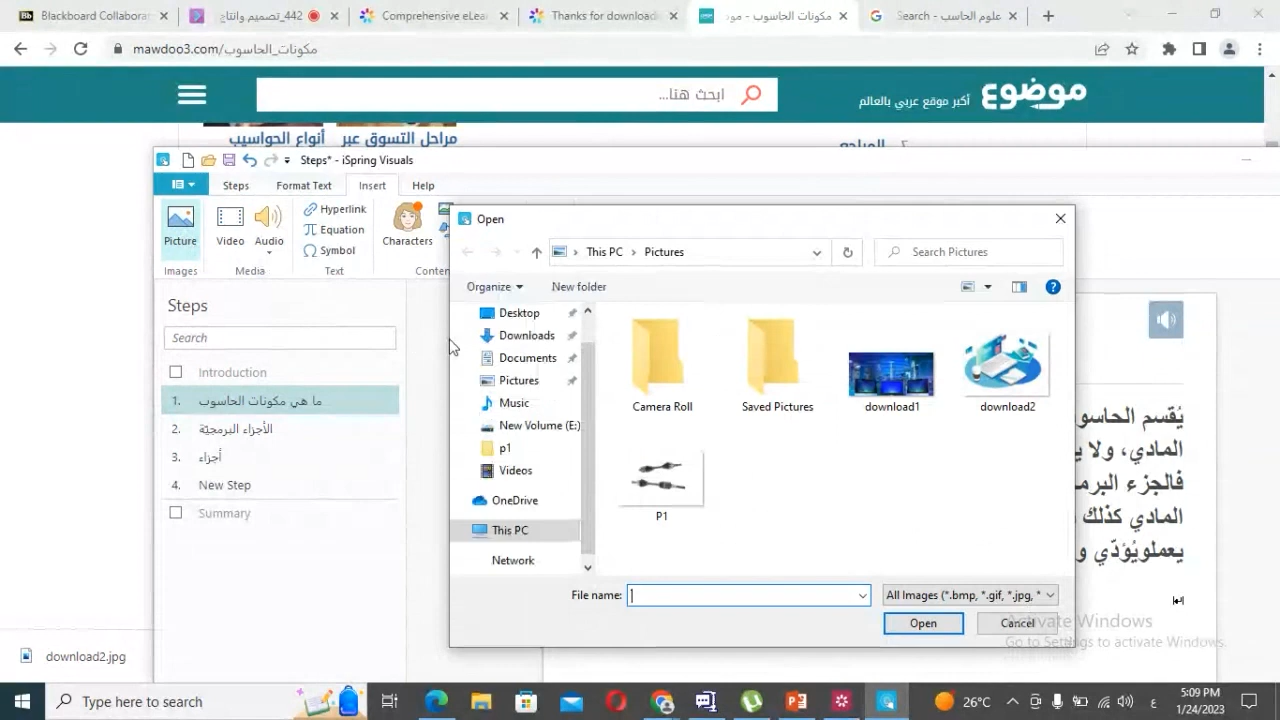 Blackboard Collaborat
442_تصميم وانتاج
Comprehensive eLear
Thanks for downloadi
مكونات الحاسوب - موذ
علوم الحاسب - Search
mawdoo3.com/مكونات_الحاسوب
ابحث هنا...
أكبر موقع عربي بالعالم
موضوع
أنواع الحواسيب
مراحل التسوق عبر
المراجع
Steps* - iSpring Visuals
Steps
Format Text
Insert
Help
Picture
Video
Audio
Hyperlink
Equation
Symbol
Characters
Images
Media
Text
Conten
Open
This PC
Pictures
Search Pictures
Organize
New folder
Steps
Search
Introduction
1. ما هي مكونات الحاسوب
2. الأجزاء البرمجيّة
3. أجزاء
4. New Step
Summary
Desktop
Downloads
Documents
Pictures
Music
New Volume (E:)
p1
Videos
OneDrive
This PC
Network
Camera Roll
Saved Pictures
download1
download2
P1
يُقسم الحاسو
المادي، ولا ي
فالجزء البرم
المادي كذلك
يعملويُؤدّي و
File name:
All Images (*.bmp, *.gif, *.jpg, *
Open
Cancel
Activate Windows
Go to Settings to activate Windows.
download2.jpg
Type here to search
26°C
ع
5:09 PM
1/24/2023